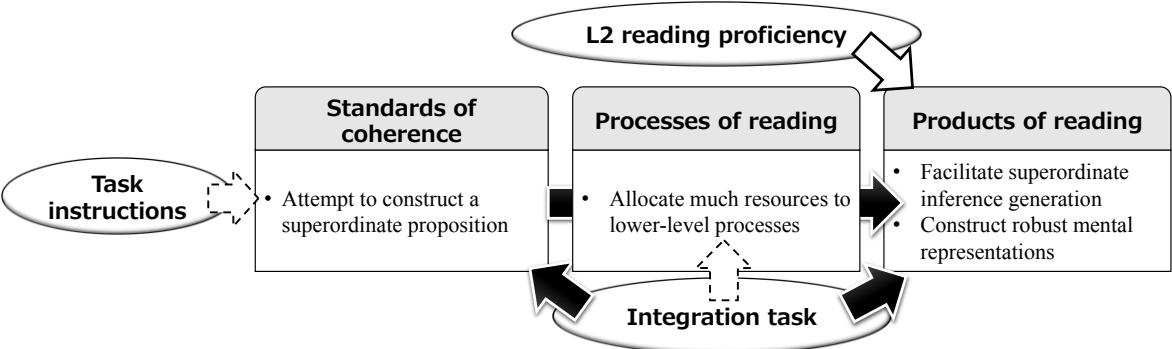 L2 reading proficiency
Standards of
coherence
Processes of reading
Products of reading
Task
instructions
• Attempt to construct a
superordinate proposition
• Allocate much resources to
lower-level processes
• Facilitate superordinate
inference generation
• Construct robust mental
representations
Integration task